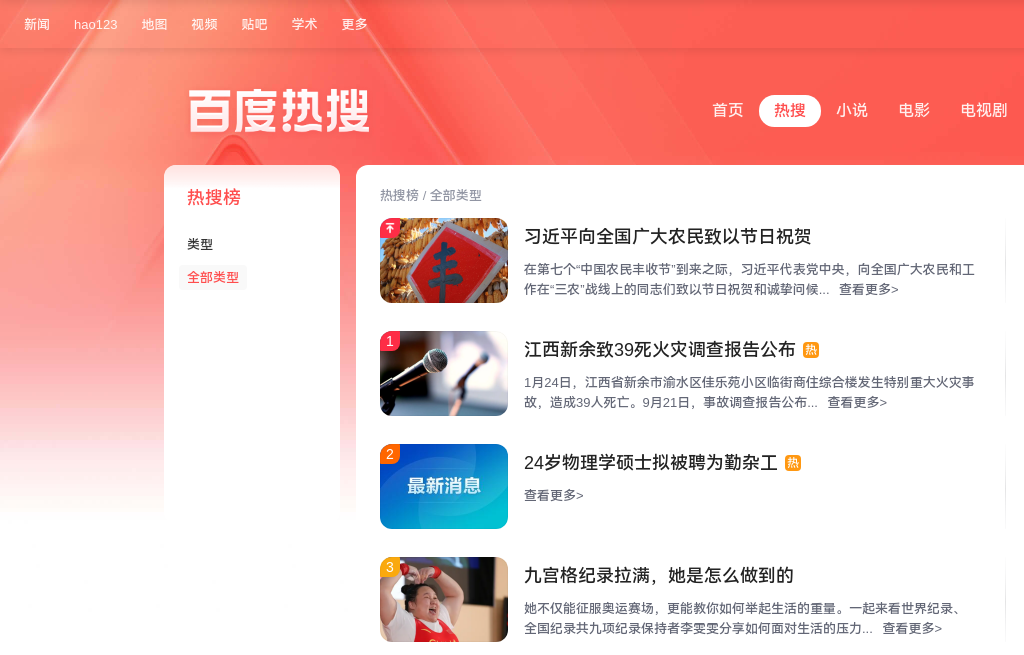 新闻 hao123 地图 视频 贴吧 学术 更多
百度热搜
首页 热搜 小说 电影 电视剧
热搜榜
类型
全部类型
热搜榜 / 全部类型
丰
习近平向全国广大农民致以节日祝贺
在第七个“中国农民丰收节”到来之际，习近平代表党中央，向全国广大农民和工
作在“三农”战线上的同志们致以节日祝贺和诚挚问候... 查看更多>
1
江西新余致39死火灾调查报告公布 热
1月24日，江西省新余市渝水区佳乐苑小区临街商住综合楼发生特别重大火灾事
故，造成39人死亡。9月21日，事故调查报告公布... 查看更多>
2
最新消息
24岁物理学硕士拟被聘为勤杂工 热
查看更多>
3
九宫格纪录拉满，她是怎么做到的
她不仅能征服奥运赛场，更能教你如何举起生活的重量。一起来看世界纪录、
全国纪录共九项纪录保持者李雯雯分享如何面对生活的压力... 查看更多>